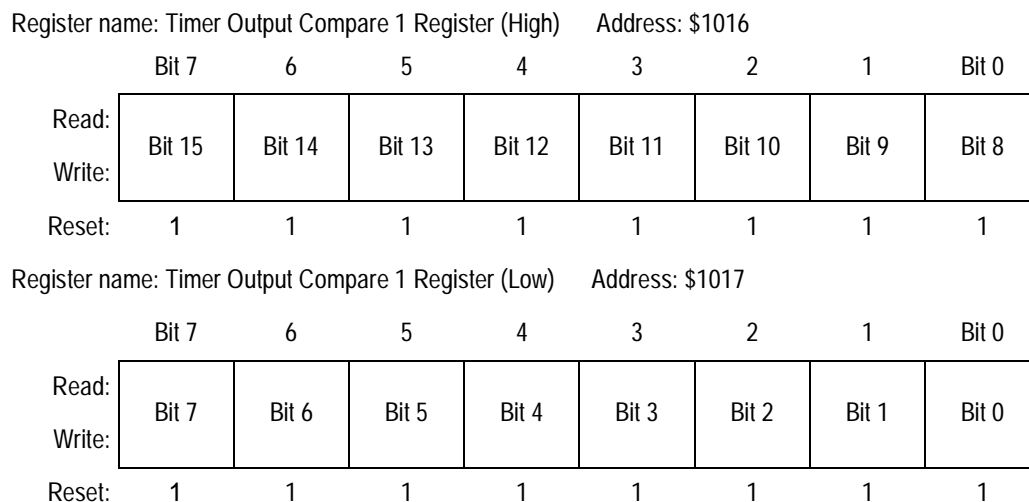 Register name: Timer Output Compare 1 Register (High) Address: $1016
Bit 7 6 5 4 3 2 1 Bit 0
Read:
Bit 15 Bit 14 Bit 13 Bit 12 Bit 11 Bit 10 Bit 9 Bit 8
Write:
Reset: 1 1 1 1 1 1 1 1
Register name: Timer Output Compare 1 Register (Low) Address: $1017
Bit 7 6 5 4 3 2 1 Bit 0
Read:
Bit 7 Bit 6 Bit 5 Bit 4 Bit 3 Bit 2 Bit 1 Bit 0
Write:
Reset: 1 1 1 1 1 1 1 1